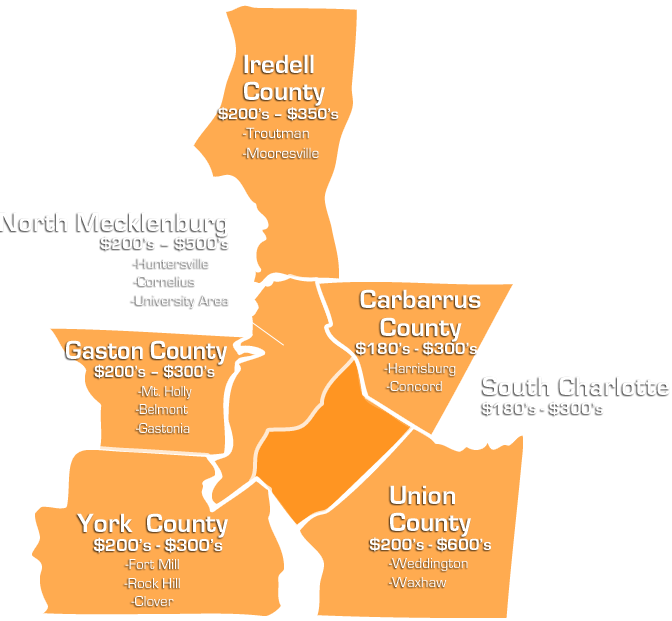 Iredell
County
$200's – $350's
-Troutman
-Mooresville
North Mecklenburg
$200's – $500's
-Huntersville
-Cornelius
-University Area
Carbarrus
County
$180's - $300's
-Harrisburg
-Concord
Gaston County
$200's – $300's
-Mt. Holly
-Belmont
-Gastonia
South Charlotte
$180's - $300's
Union
County
$200's - $600's
-Weddington
-Waxhaw
York County
$200's - $300's
-Fort Mill
-Rock Hill
-Clover